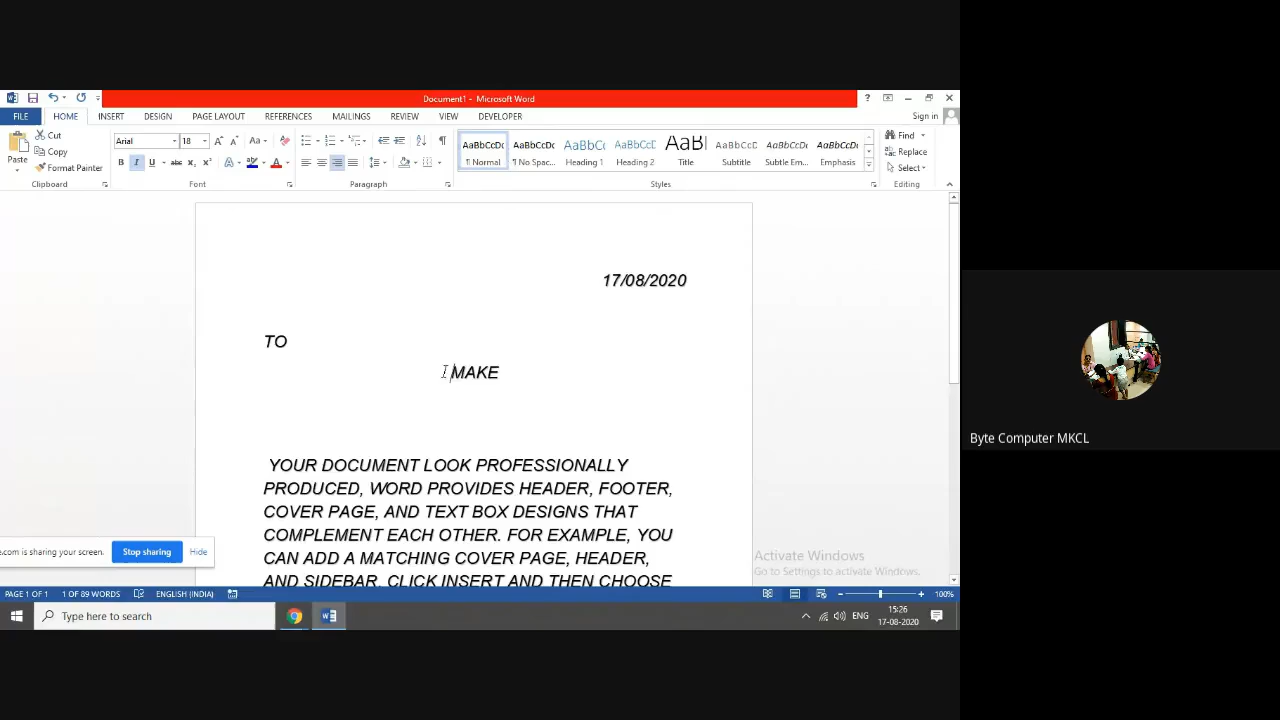 Document1 - Microsoft Word
?
FILE HOME INSERT DESIGN PAGE LAYOUT REFERENCES MAILINGS REVIEW VIEW DEVELOPER Sign in
Paste
Cut
Copy
Format Painter
Clipboard
Arial 18
Font
Paragraph
AaBbCcDc ¶ Normal
AaBbCcDc ¶ No Spac...
AaBbCc Heading 1
AaBbCc Heading 2
AaBl Title
AaBbCcD Subtitle
AaBbCcDc Subtle Em...
AaBbCcDc Emphasis
Styles
Find
Replace
Select
Editing
17/08/2020
TO
MAKE
YOUR DOCUMENT LOOK PROFESSIONALLY
PRODUCED, WORD PROVIDES HEADER, FOOTER,
COVER PAGE, AND TEXT BOX DESIGNS THAT
COMPLEMENT EACH OTHER. FOR EXAMPLE, YOU
CAN ADD A MATCHING COVER PAGE, HEADER,
AND SIDEBAR. CLICK INSERT AND THEN CHOOSE
e.com is sharing your screen. Stop sharing Hide
Activate Windows
Go to Settings to activate Windows.
PAGE 1 OF 1 1 OF 89 WORDS ENGLISH (INDIA) 100%
Type here to search
ENG
15:26
17-08-2020
Byte Computer MKCL